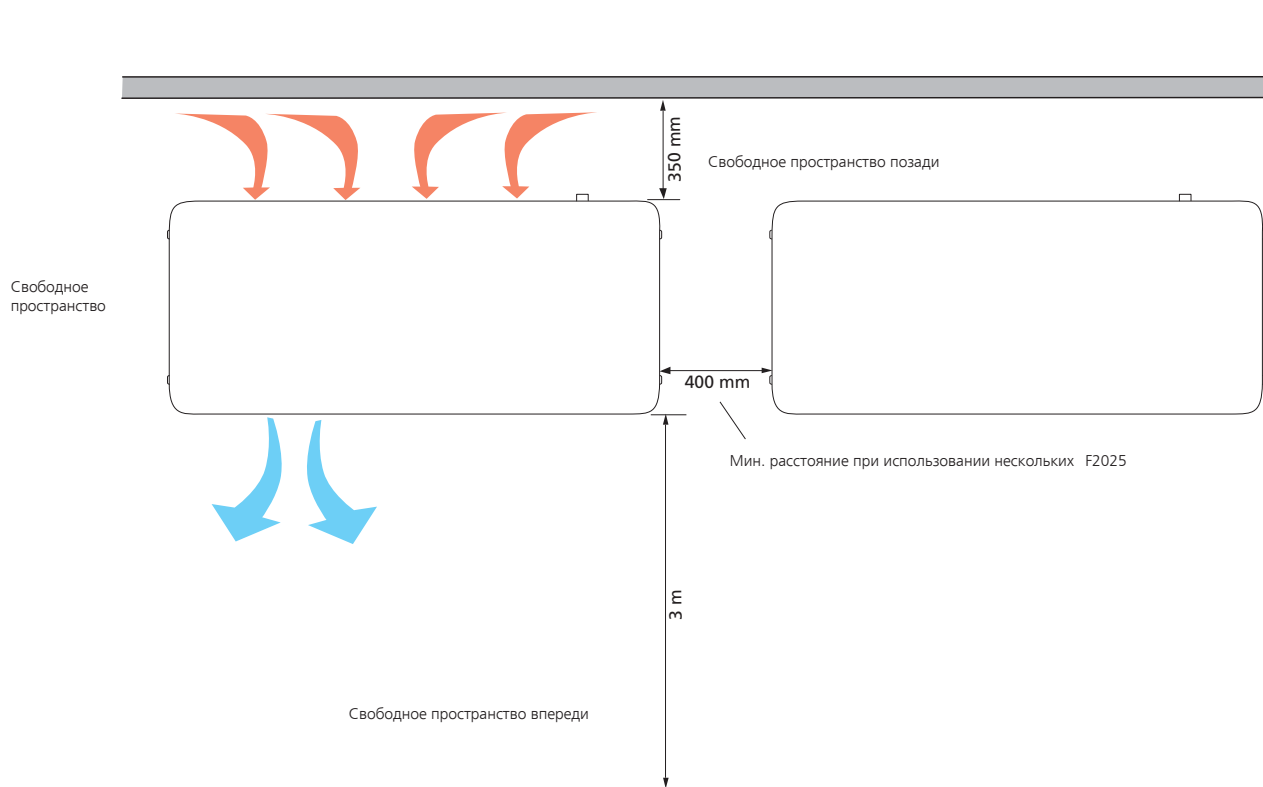 350 mm
Свободное пространство позади
Свободное
пространство
400 mm
Мин. расстояние при использовании нескольких F2025
3 m
Свободное пространство впереди